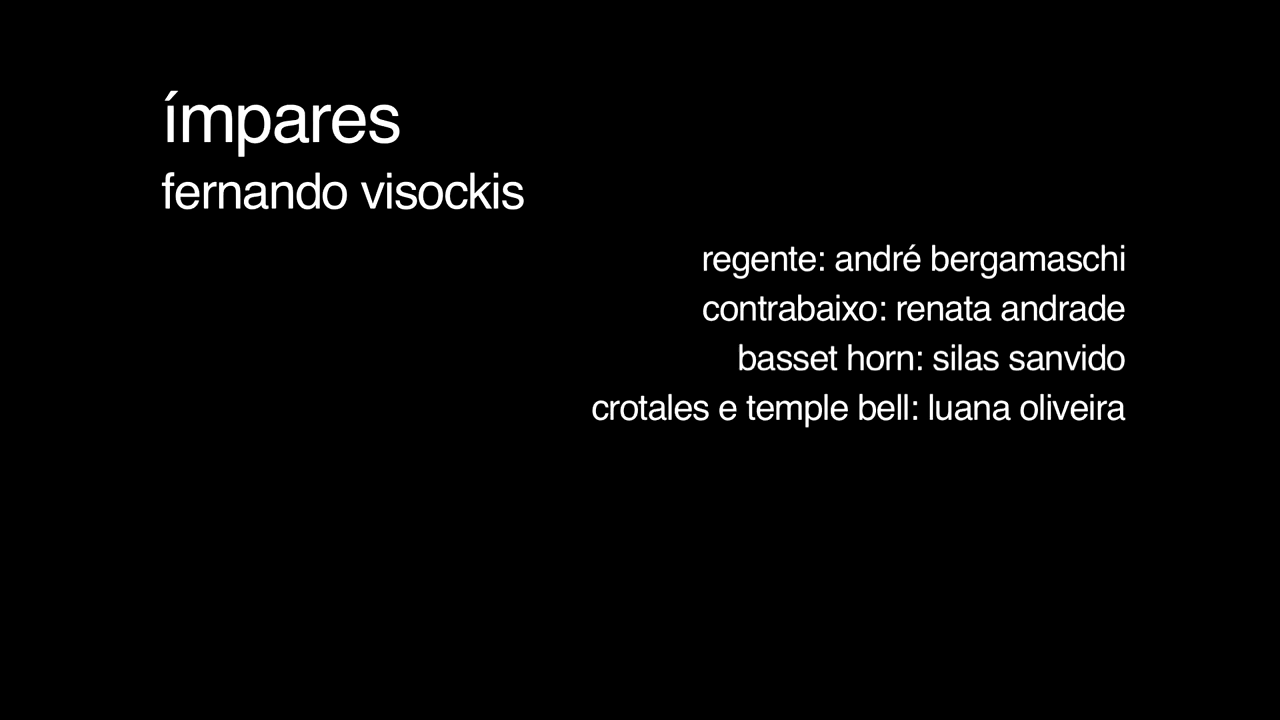 ímpares
fernando visockis
regente: andré bergamaschi
contrabaixo: renata andrade
basset horn: silas sanvido
crotales e temple bell: luana oliveira